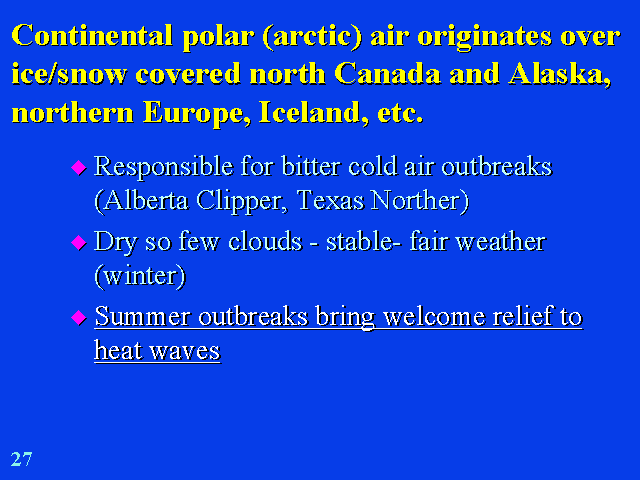 Continental polar (arctic) air originates over
ice/snow covered north Canada and Alaska,
northern Europe, Iceland, etc.
Responsible for bitter cold air outbreaks
(Alberta Clipper, Texas Norther)
Dry so few clouds - stable- fair weather
(winter)
Summer outbreaks bring welcome relief to
heat waves
27